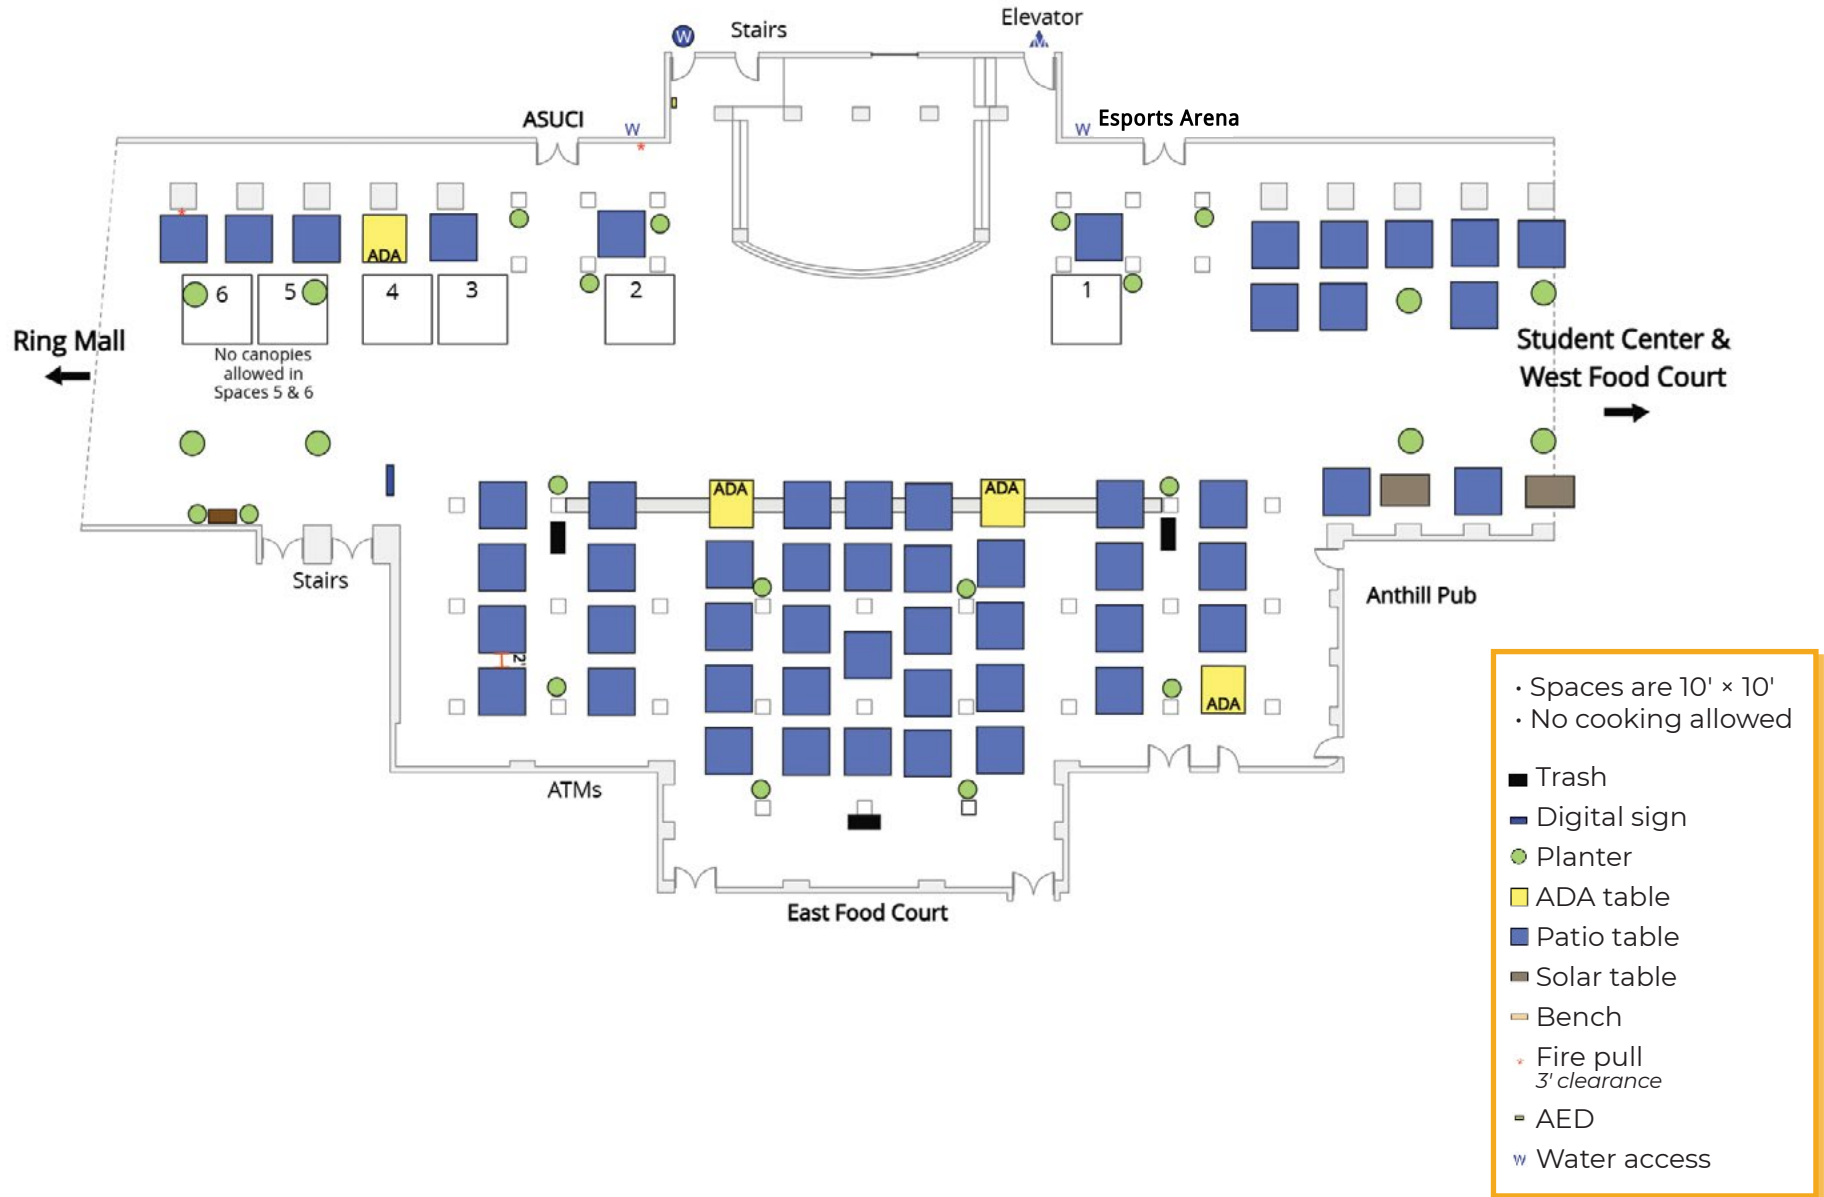 Elevator
Stairs
W
W
ASUCI
W
W
Esports Arena
*
*
ADA
6
5
4
3
2
1
No canopies
allowed in
Spaces 5 & 6
Ring Mall
Student Center &
West Food Court
ADA
ADA
Stairs
2'
ADA
Anthill Pub
ATMs
East Food Court
· Spaces are 10' × 10'
· No cooking allowed
Trash
Digital sign
Planter
ADA table
Patio table
Solar table
Bench
* Fire pull
3' clearance
AED
W Water access